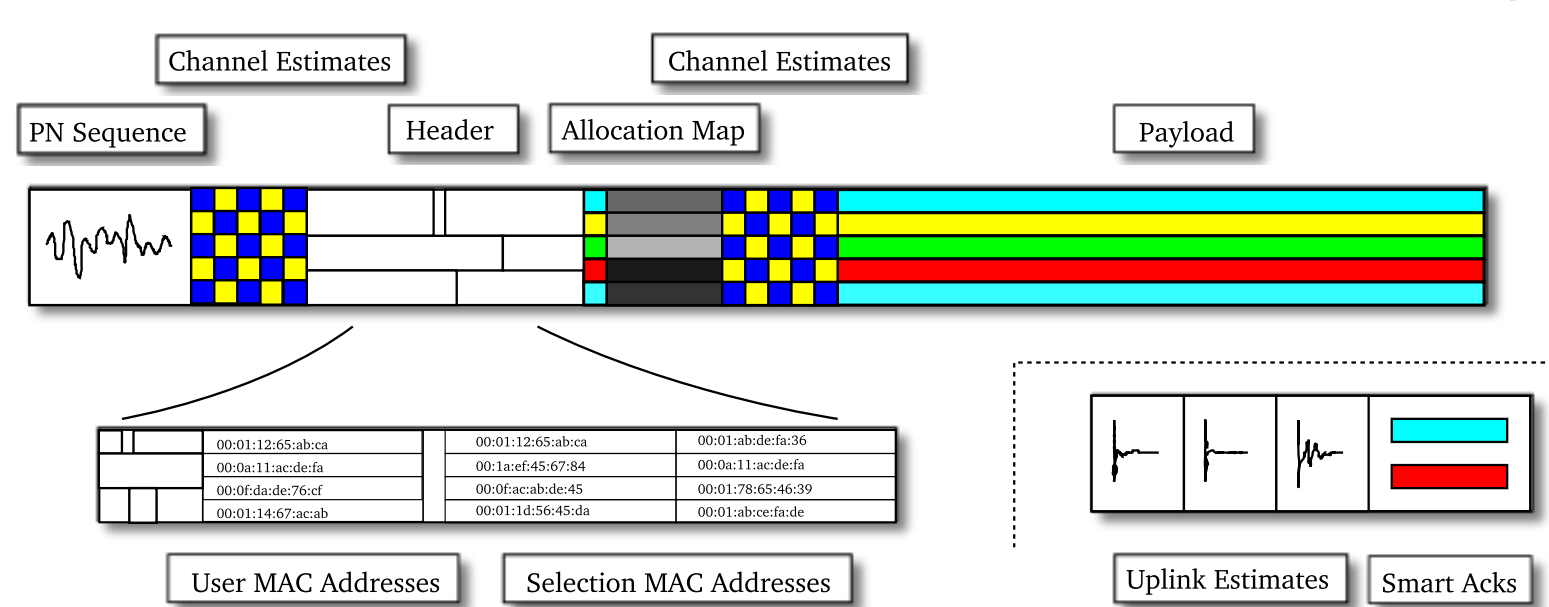 Channel Estimates
Channel Estimates
PN Sequence
Header
Allocation Map
Payload
00:01:12:65:ab:ca
00:0a:11:ac:de:fa
00:0f:da:de:76:cf
00:01:14:67:ac:ab
00:01:12:65:ab:ca
00:1a:ef:45:67:84
00:0f:ac:ab:de:45
00:01:1d:56:45:da
00:01:ab:de:fa:36
00:0a:11:ac:de:fa
00:01:78:65:46:39
00:01:ab:ce:fa:de
User MAC Addresses
Selection MAC Addresses
Uplink Estimates
Smart Acks